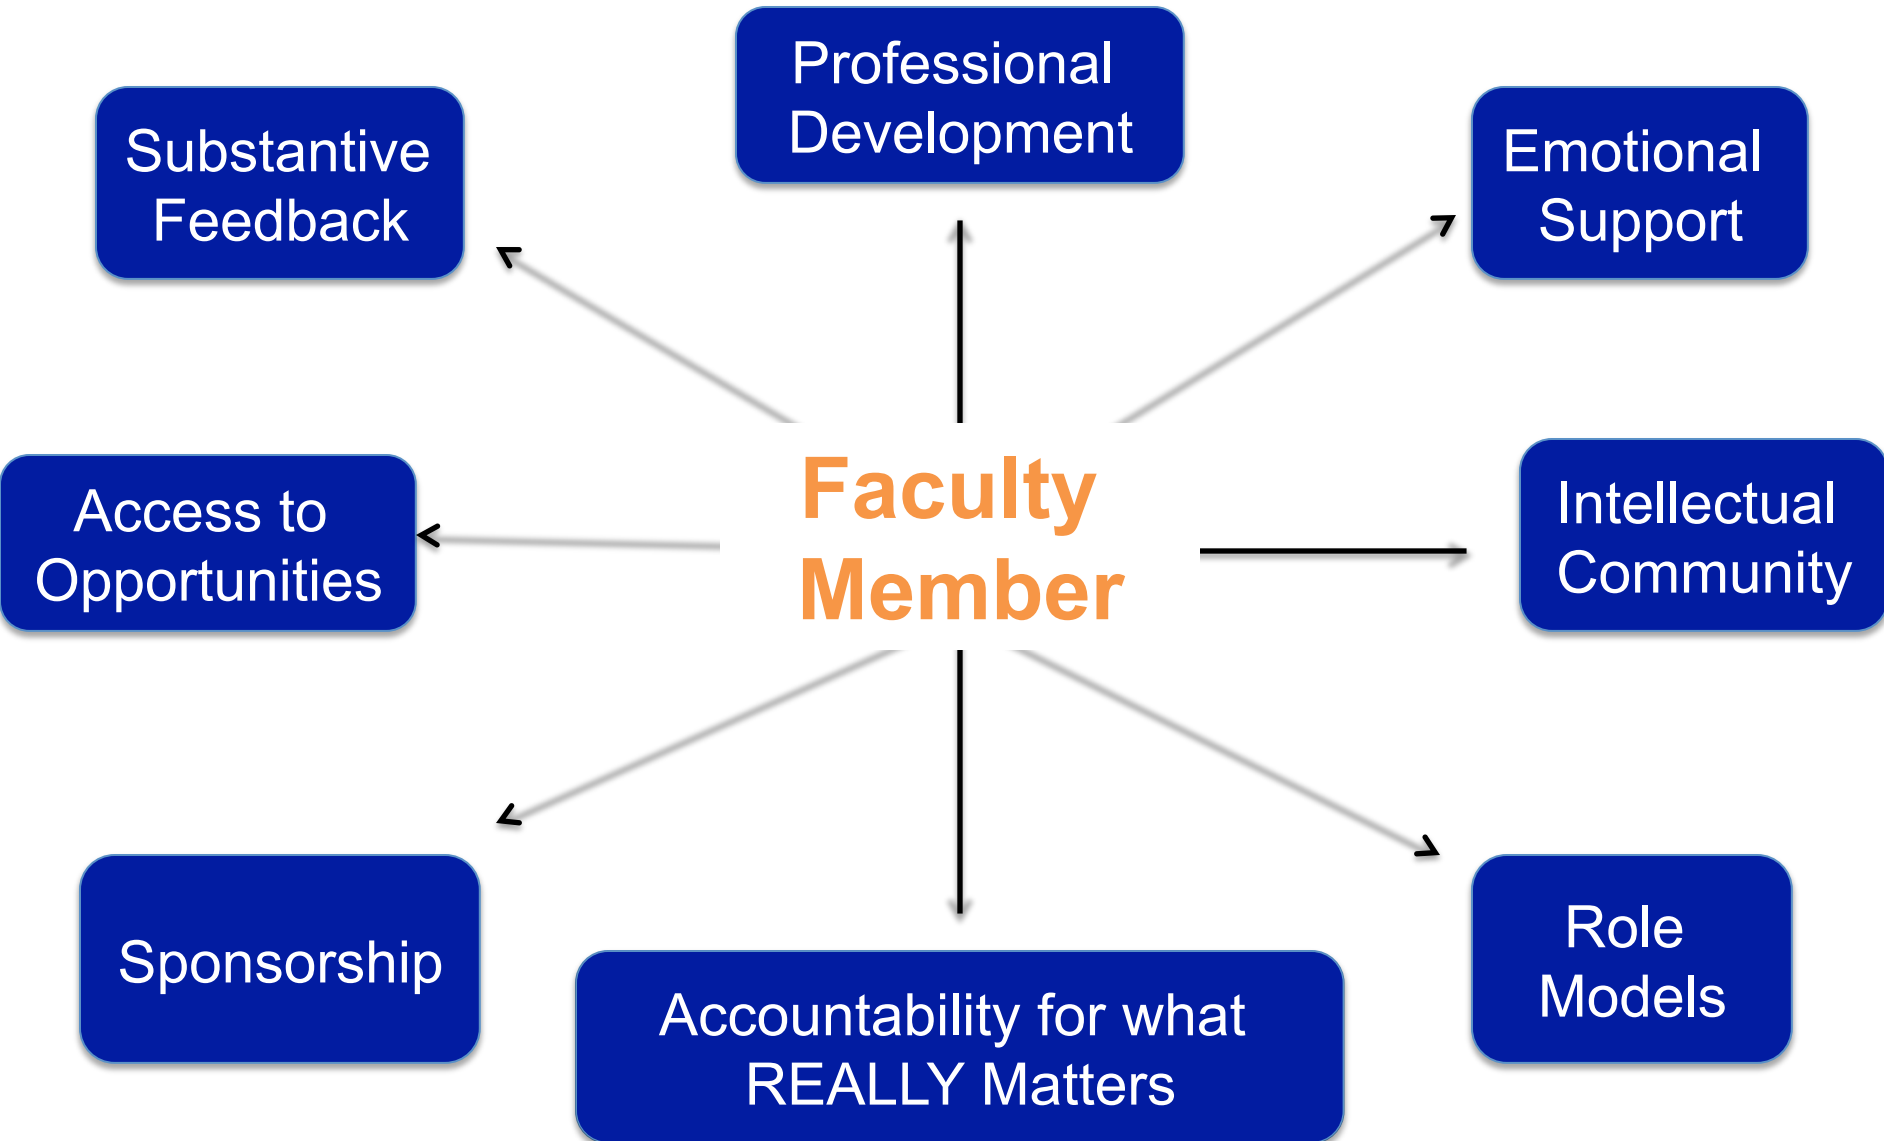 Professional
Development
Substantive
Feedback
Emotional
Support
Access to
Opportunities
Faculty
Member
Intellectual
Community
Sponsorship
Accountability for what
REALLY Matters
Role
Models